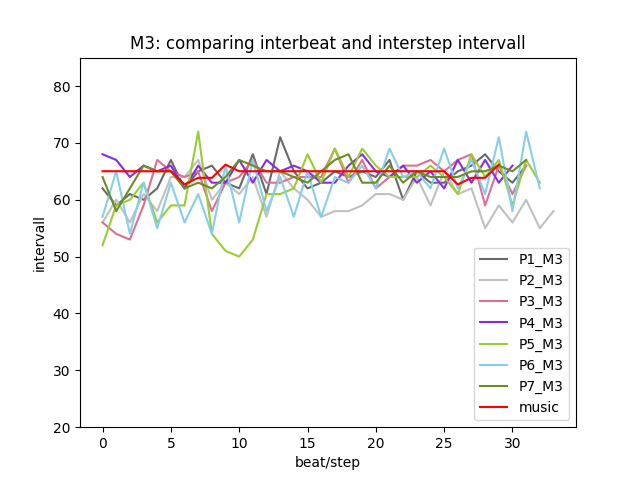 M3: comparing interbeat and interstep intervall
80
70
60
50
40
30
20
intervall
0
5
10
15
20
25
30
beat/step
P1_M3
P2_M3
P3_M3
P4_M3
P5_M3
P6_M3
P7_M3
music